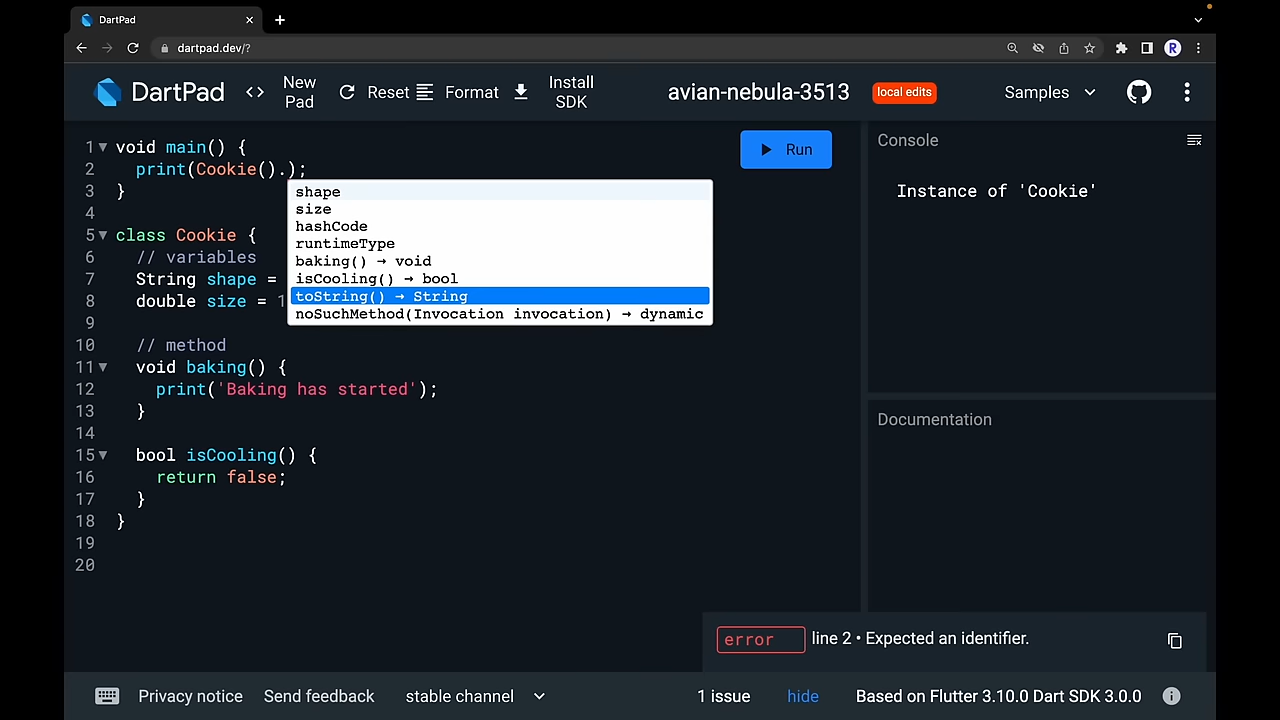 DartPad
dartpad.dev/?
R
DartPad
<> New Pad
Reset
Format
Install SDK
avian-nebula-3513
local edits
Samples
1 void main() {
2 print(Cookie().);
3 }
4
5 class Cookie {
6 // variables
7 String shape =
8 double size = 1
9
10 // method
11 void baking() {
12 print('Baking has started');
13 }
14
15 bool isCooling() {
16 return false;
17 }
18 }
19
20
shape
size
hashCode
runtimeType
baking() → void
isCooling() → bool
toString() → String
noSuchMethod(Invocation invocation) → dynamic
Run
Console
Instance of 'Cookie'
Documentation
error line 2 • Expected an identifier.
Privacy notice
Send feedback
stable channel
1 issue
hide
Based on Flutter 3.10.0 Dart SDK 3.0.0